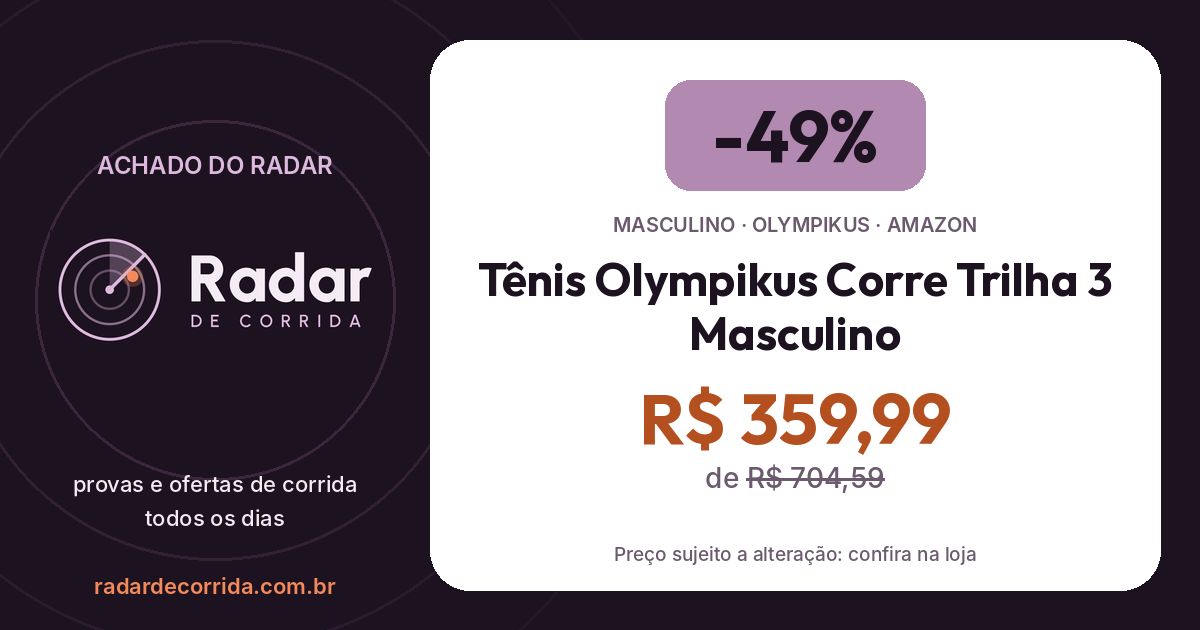 ACHADO DO RADAR
Radar
DE CORRIDA
provas e ofertas de corrida
todos os dias
radardecorrida.com.br
-49%
MASCULINO · OLYMPIKUS · AMAZON
Tênis Olympikus Corre Trilha 3
Masculino
R$ 359,99
de R$ 704,59
Preço sujeito a alteração: confira na loja